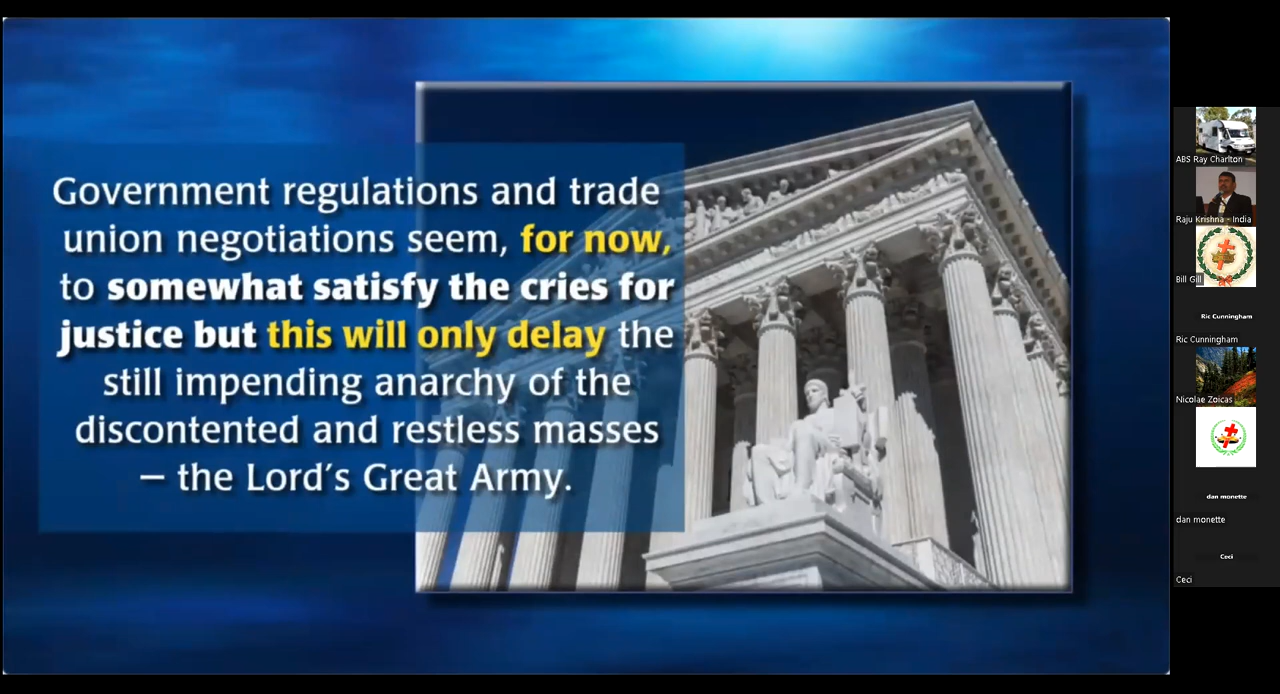 Government regulations and trade
union negotiations seem, for now,
to somewhat satisfy the cries for
justice but this will only delay the
still impending anarchy of the
discontented and restless masses
– the Lord's Great Army.
ABS Ray Charlton
Raju Krishna - India
Bill Gill
Ric Cunningham
Ric Cunningham
Nicolae Zoicas
dan monette
dan monette
Ceci
Ceci